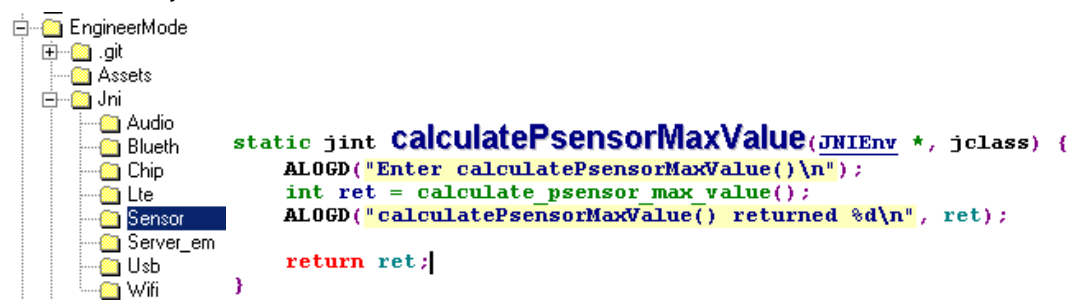 EngineerMode
.git
Assets
Jni
Audio
Blueth
Chip
Lte
Sensor
Server_em
Usb
Wifi
static jint calculatePsensorMaxValue(JNIEnv *, jclass) {
ALOGD("Enter calculatePsensorMaxValue()\n");
int ret = calculate_psensor_max_value();
ALOGD("calculatePsensorMaxValue() returned %d\n", ret);
return ret;
}